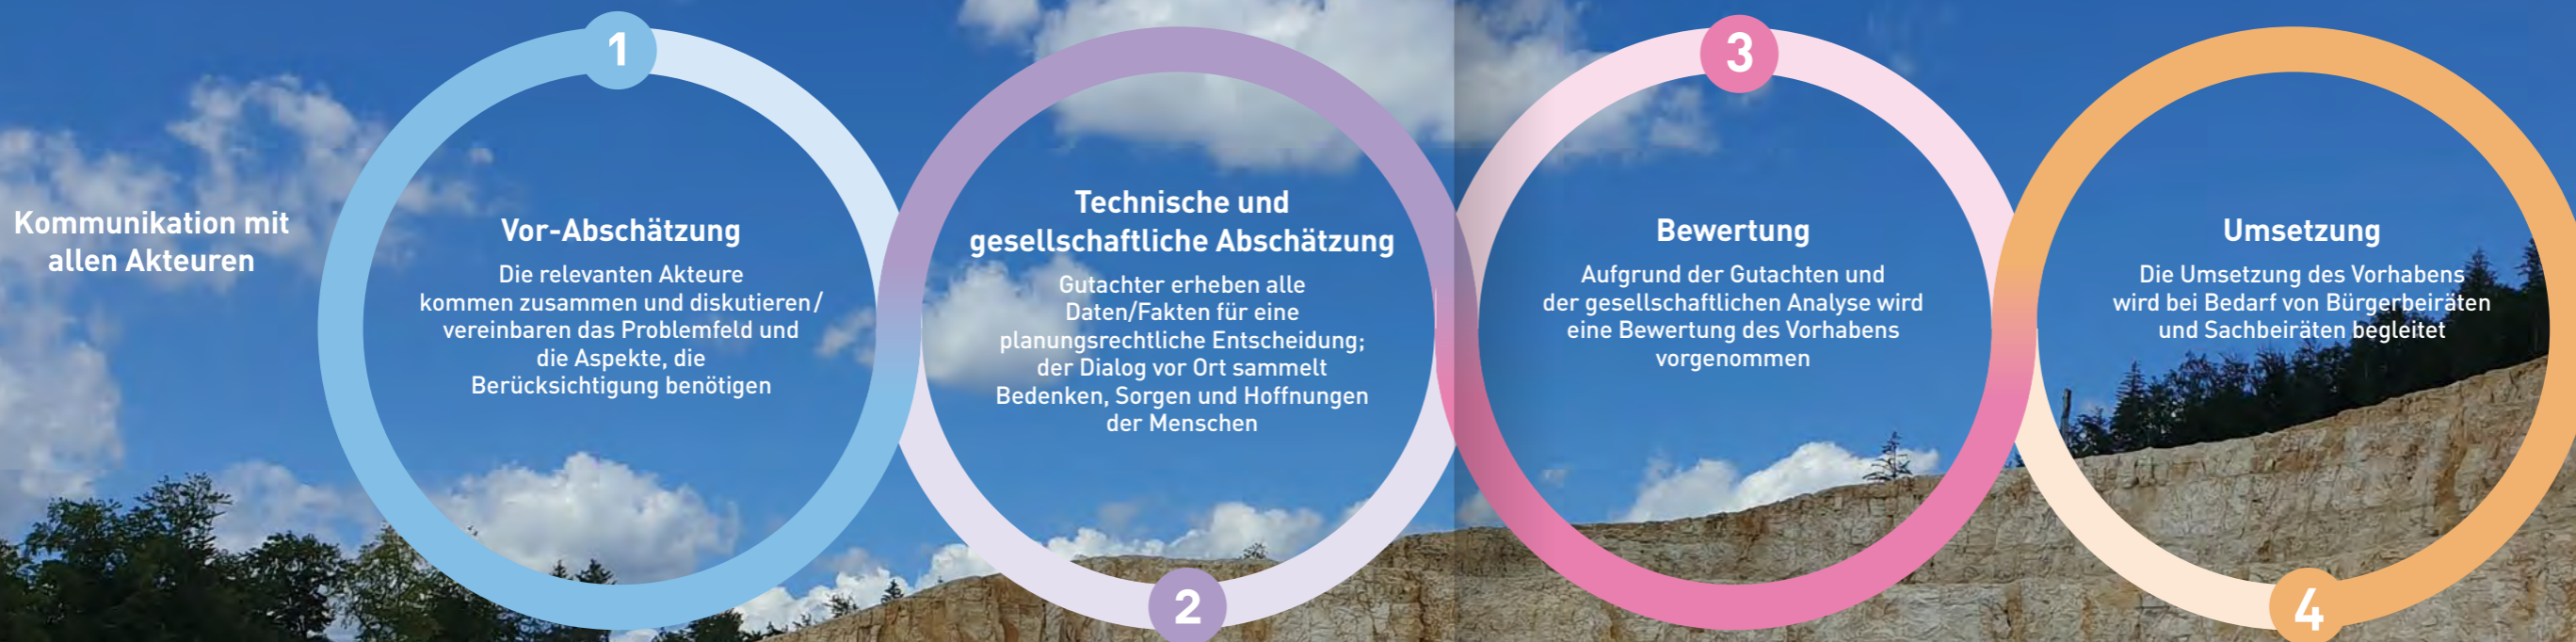 Kommunikation mit
allen Akteuren
1
Vor-Abschätzung
Die relevanten Akteure
kommen zusammen und diskutieren/
vereinbaren das Problemfeld und
die Aspekte, die
Berücksichtigung benötigen
Technische und
gesellschaftliche Abschätzung
Gutachter erheben alle
Daten/Fakten für eine
planungsrechtliche Entscheidung;
der Dialog vor Ort sammelt
Bedenken, Sorgen und Hoffnungen
der Menschen
2
3
Bewertung
Aufgrund der Gutachten und
der gesellschaftlichen Analyse wird
eine Bewertung des Vorhabens
vorgenommen
Umsetzung
Die Umsetzung des Vorhabens
wird bei Bedarf von Bürgerbeiräten
und Sachbeiräten begleitet
4